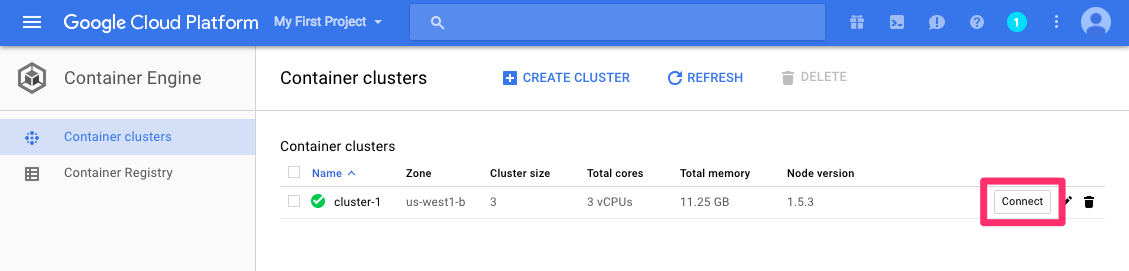 Google Cloud Platform My First Project 1
Container Engine
Container clusters CREATE CLUSTER REFRESH DELETE
Container clusters
Container Registry
Container clusters
Name Zone Cluster size Total cores Total memory Node version
cluster-1 us-west1-b 3 3 vCPUs 11.25 GB 1.5.3 Connect